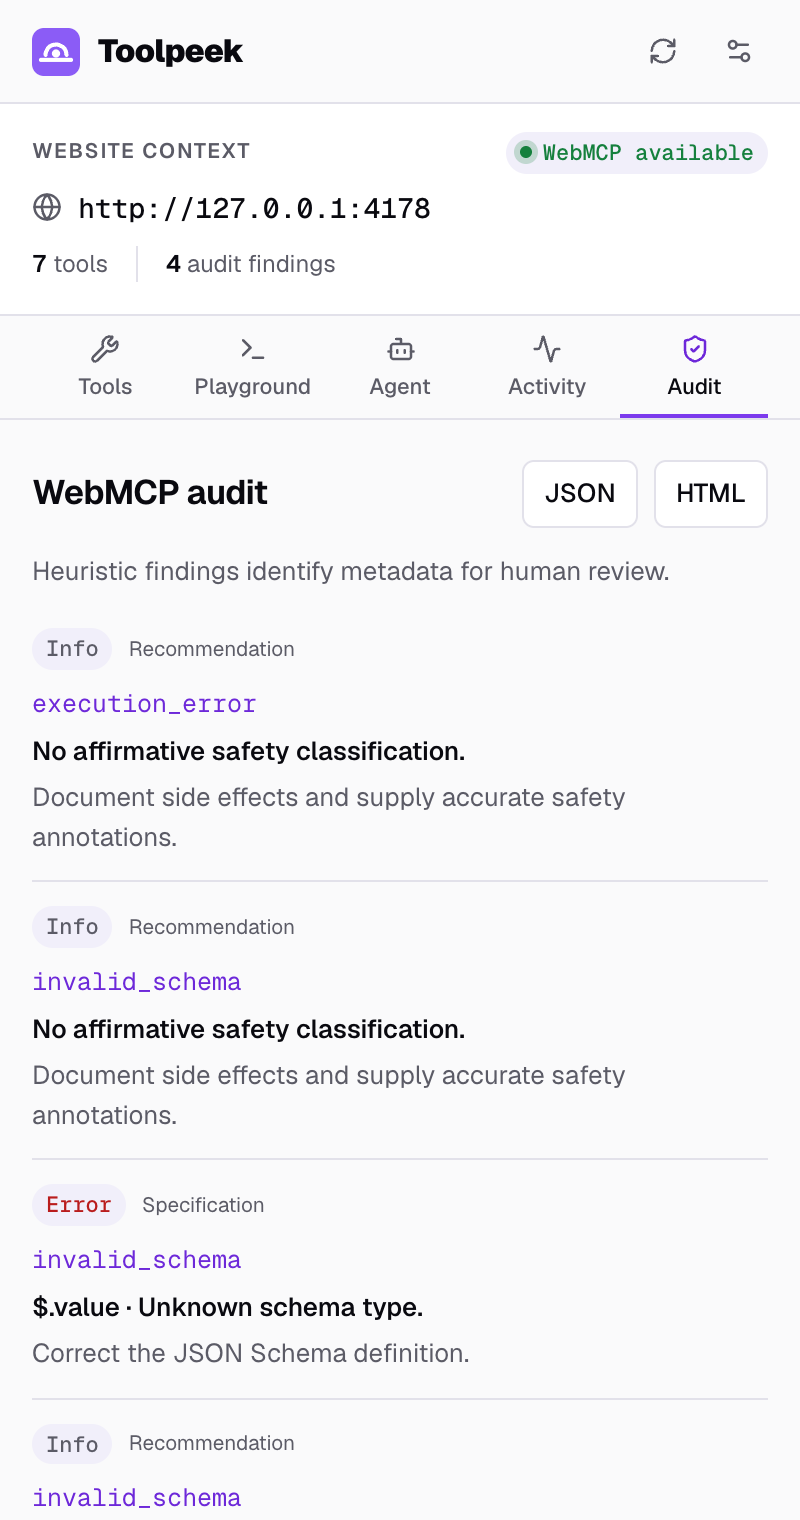 Toolpeek
WEBSITE CONTEXT
WebMCP available
http://127.0.0.1:4178
7 tools
4 audit findings
Tools
Playground
Agent
Activity
Audit
WebMCP audit
JSON
HTML
Heuristic findings identify metadata for human review.
Info Recommendation
execution_error
No affirmative safety classification.
Document side effects and supply accurate safety
annotations.
Info Recommendation
invalid_schema
No affirmative safety classification.
Document side effects and supply accurate safety
annotations.
Error Specification
invalid_schema
$.value · Unknown schema type.
Correct the JSON Schema definition.
Info Recommendation
invalid_schema